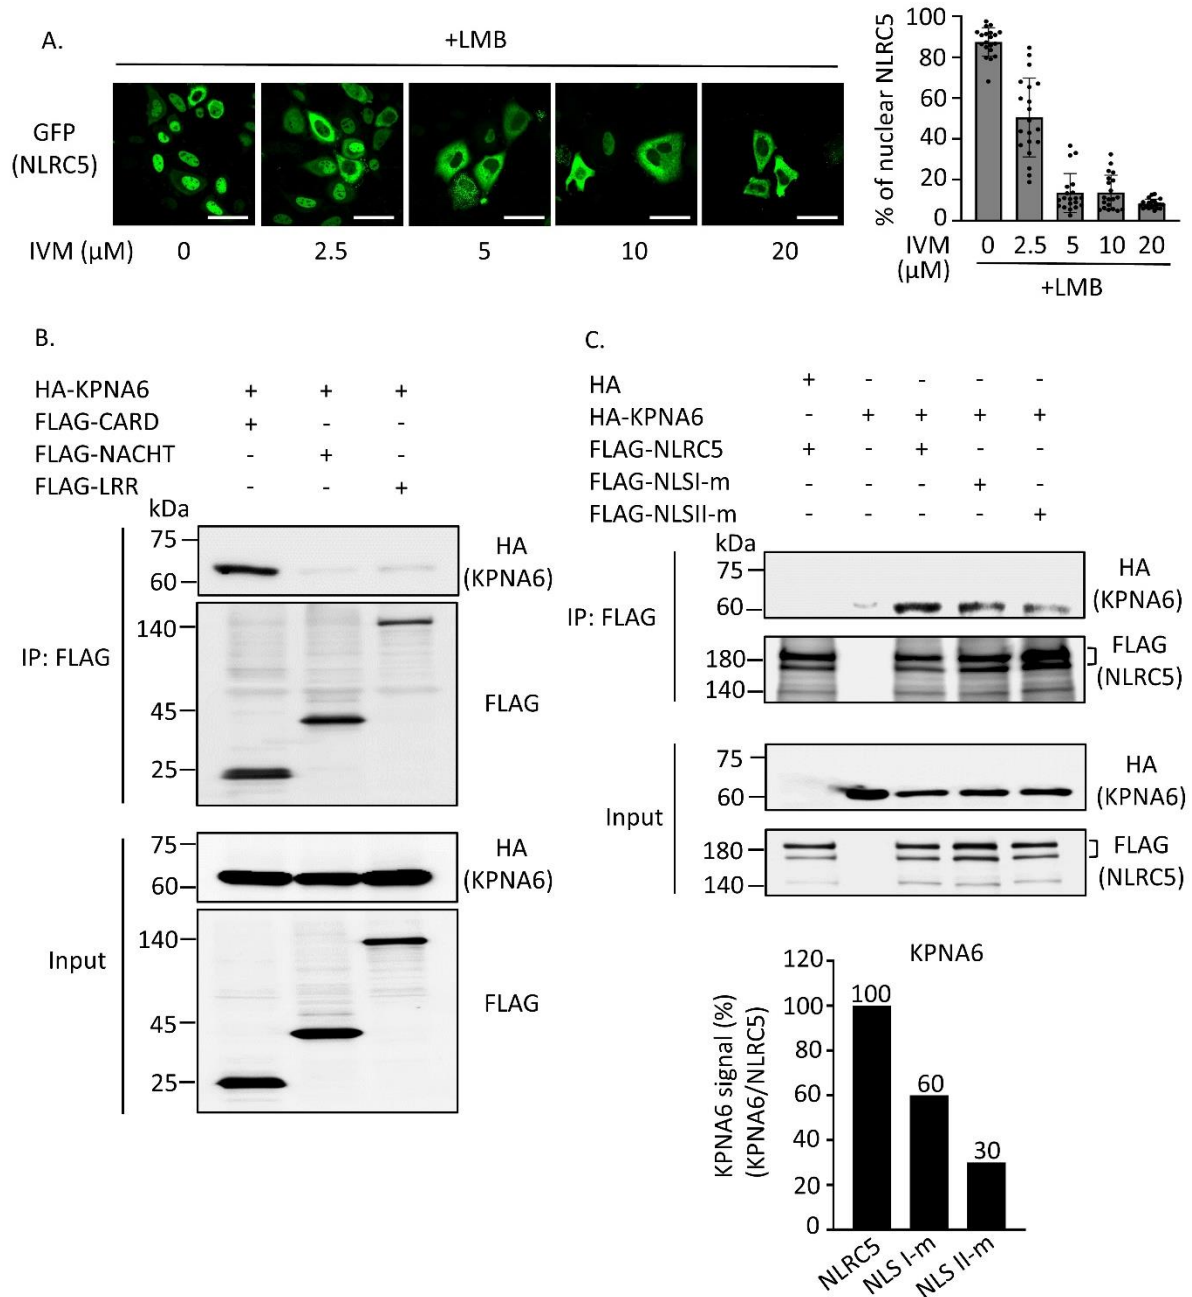 A.
+LMB
GFP
(NLRC5)
IVM (µM) 0 2.5 5 10 20
% of nuclear NLRC5
100
80
60
40
20
0
IVM
(µM)
0 2.5 5 10 20
+LMB
B.
HA-KPNA6 + + +
FLAG-CARD + - -
FLAG-NACHT - + -
FLAG-LRR - - +
kDa
IP: FLAG
75
60
HA
(KPNA6)
140
45
25
FLAG
Input
75
60
HA
(KPNA6)
140
45
25
FLAG
C.
HA + - - - -
HA-KPNA6 - + + + +
FLAG-NLRC5 + - + - -
FLAG-NLSI-m - - - + -
FLAG-NLSII-m - - - - +
kDa
IP: FLAG
75
60
HA
(KPNA6)
180
140
FLAG
(NLRC5)
Input
75
60
HA
(KPNA6)
180
140
FLAG
(NLRC5)
KPNA6
KPNA6 signal (%)
(KPNA6/NLRC5)
120
100
80
60
40
20
0
100
60
30
NLRC5
NLS I-m
NLS II-m